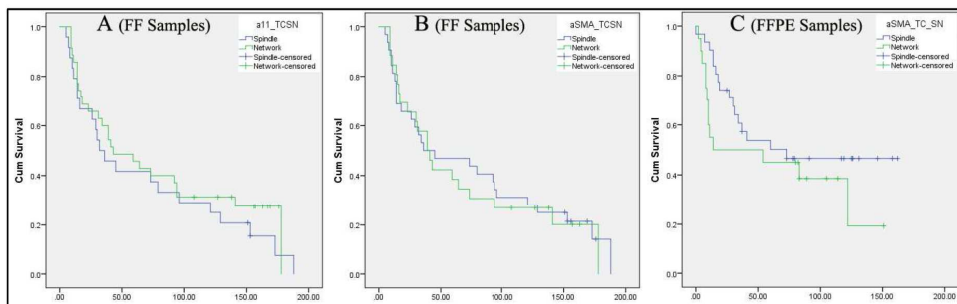 A (FF Samples)
a11_TCSN
Spindle
Network
Spindle-censored
Network-censored
Cum Survival
1.0
0.8
0.6
0.4
0.2
0.0
.00 50.00 100.00 150.00 200.00
B (FF Samples)
aSMA_TCSN
Spindle
Network
Spindle-censored
Network-censored
Cum Survival
1.0
0.8
0.6
0.4
0.2
0.0
.00 50.00 100.00 150.00 200.00
C (FFPE Samples)
aSMA_TC_SN
Spindle
Network
Spindle-censored
Network-censored
Cum Survival
1.0
0.8
0.6
0.4
0.2
0.0
.00 50.00 100.00 150.00 200.00